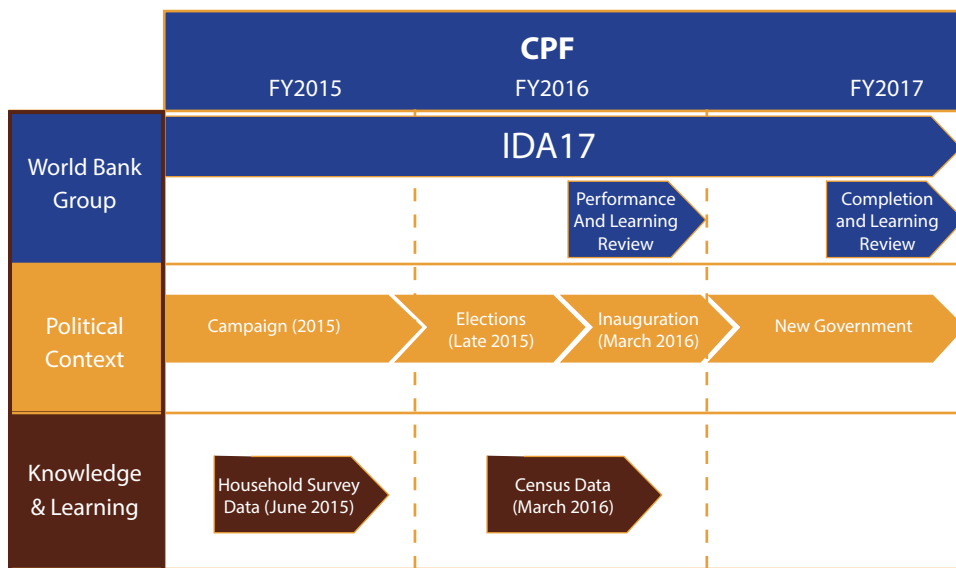 CPF
FY2015
FY2016
FY2017
World Bank
Group
IDA17
Performance
And Learning
Review
Completion
and Learning
Review
Political
Context
Campaign (2015)
Elections
(Late 2015)
Inauguration
(March 2016)
New Government
Knowledge
& Learning
Household Survey
Data (June 2015)
Census Data
(March 2016)